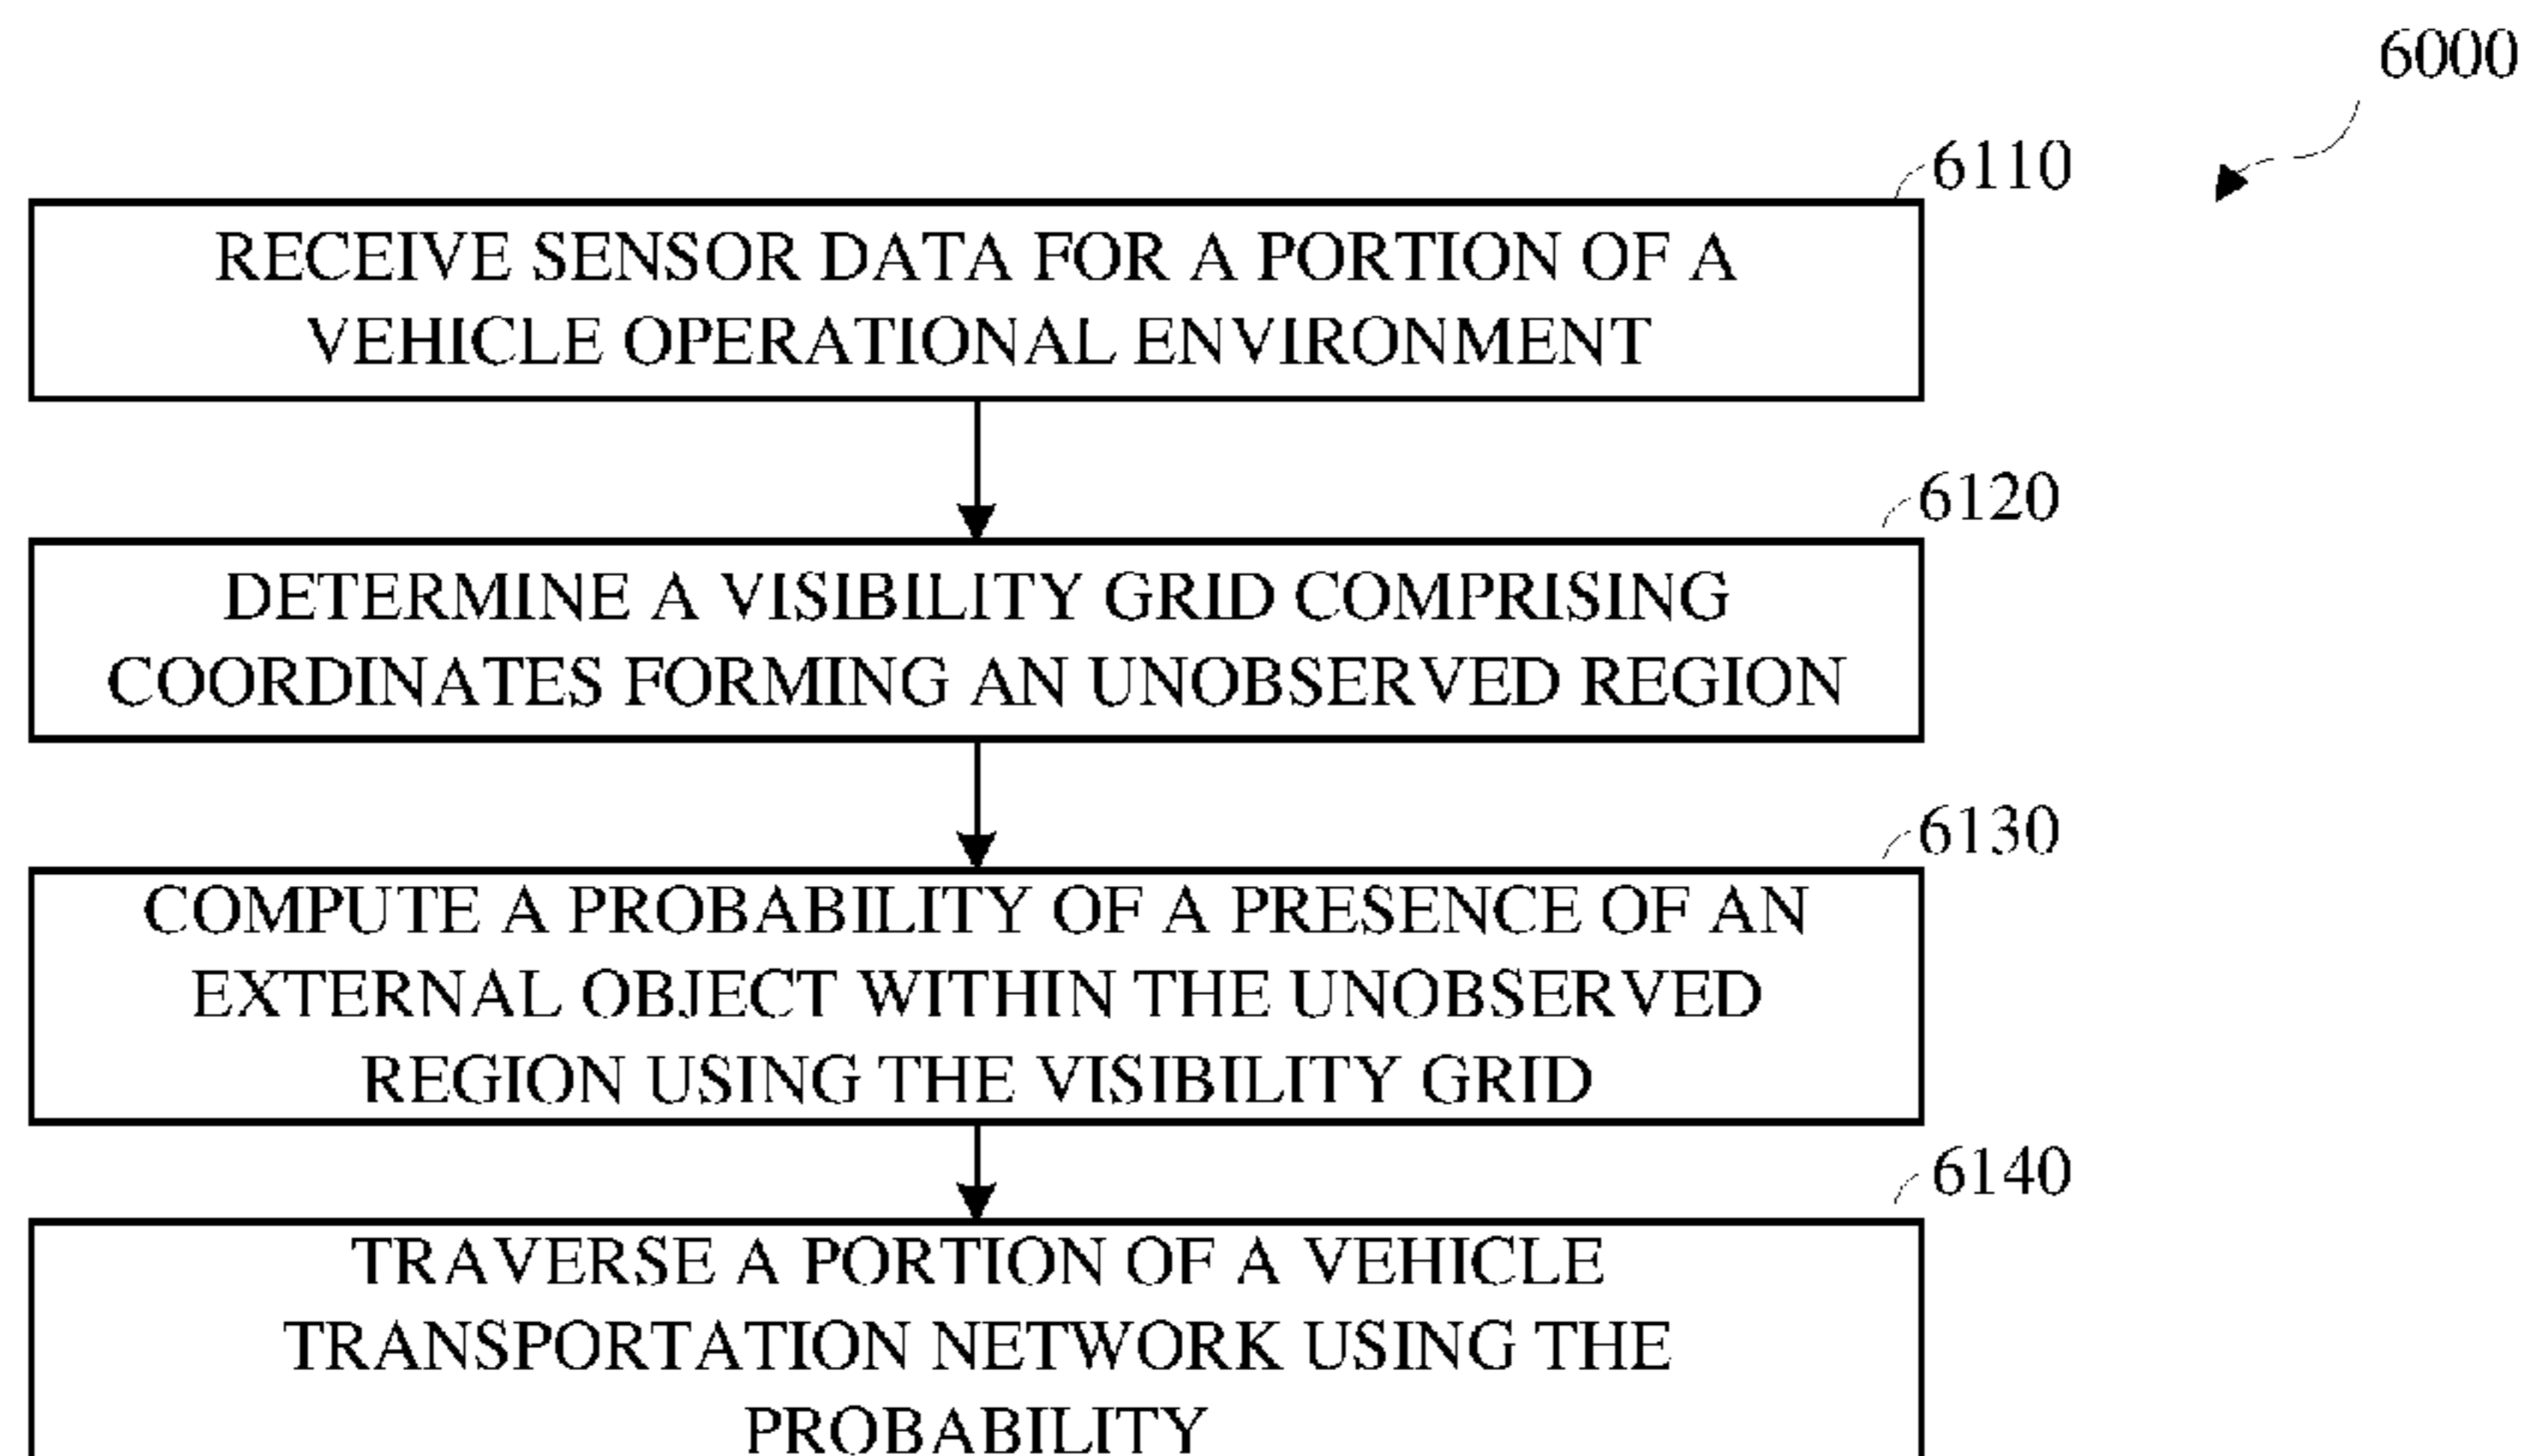 6000
6110
RECEIVE SENSOR DATA FOR A PORTION OF A
VEHICLE OPERATIONAL ENVIRONMENT
6120
DETERMINE A VISIBILITY GRID COMPRISING
COORDINATES FORMING AN UNOBSERVED REGION
6130
COMPUTE A PROBABILITY OF A PRESENCE OF AN
EXTERNAL OBJECT WITHIN THE UNOBSERVED
REGION USING THE VISIBILITY GRID
6140
TRAVERSE A PORTION OF A VEHICLE
TRANSPORTATION NETWORK USING THE
PROBABILITY